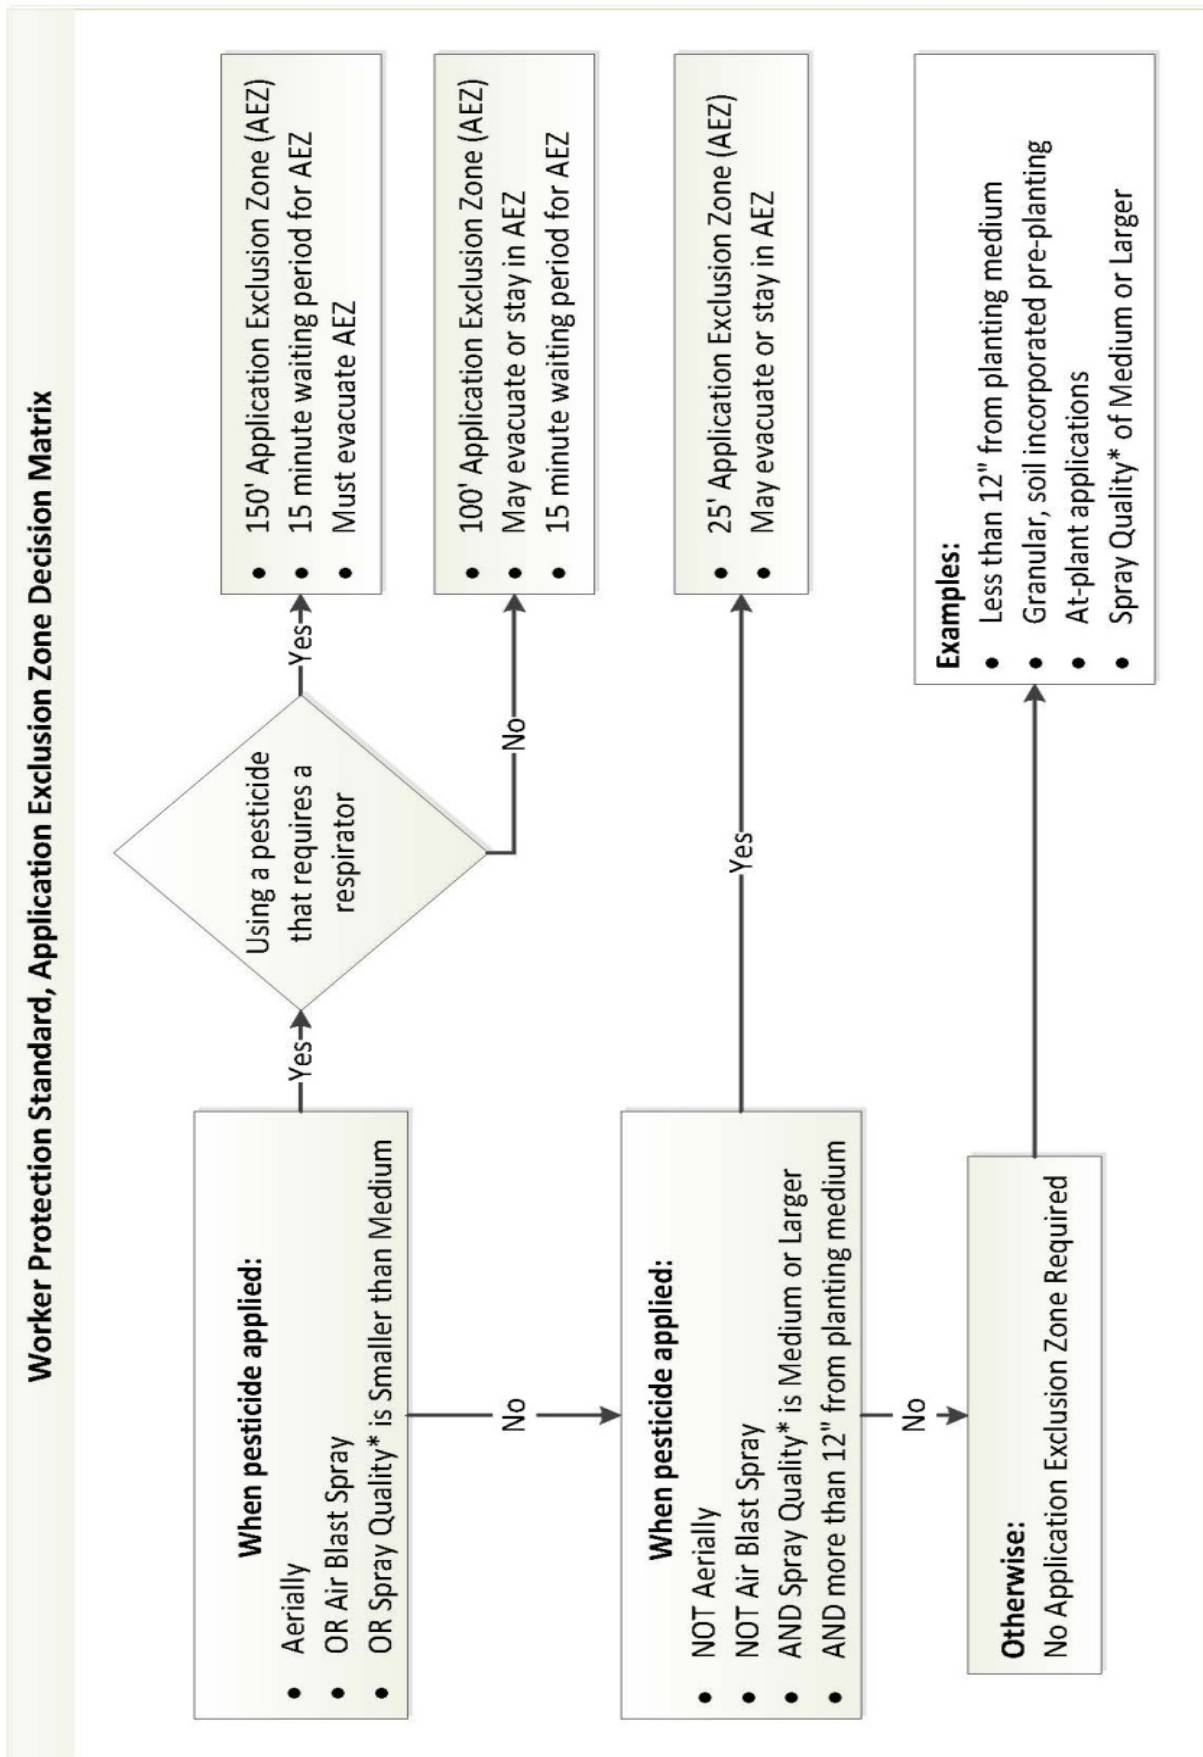 Worker Protection Standard, Application Exclusion Zone Decision Matrix
When pesticide applied:
● Aerially
● OR Air Blast Spray
● OR Spray Quality* is Smaller than Medium
Yes
Using a pesticide
that requires a
respirator
Yes
● 150' Application Exclusion Zone (AEZ)
● 15 minute waiting period for AEZ
● Must evacuate AEZ
No
● 100' Application Exclusion Zone (AEZ)
● May evacuate or stay in AEZ
● 15 minute waiting period for AEZ
No
When pesticide applied:
● NOT Aerially
● NOT Air Blast Spray
● AND Spray Quality* is Medium or Larger
● AND more than 12" from planting medium
Yes
● 25' Application Exclusion Zone (AEZ)
● May evacuate or stay in AEZ
No
Otherwise:
No Application Exclusion Zone Required
Examples:
● Less than 12" from planting medium
● Granular, soil incorporated pre-planting
● At-plant applications
● Spray Quality* of Medium or Larger